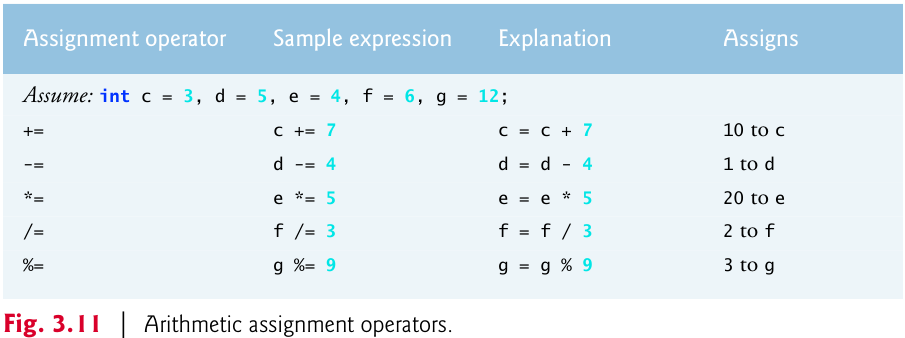 Assignment operator Sample expression Explanation Assigns
Assume: int c = 3, d = 5, e = 4, f = 6, g = 12;
+= c += 7 c = c + 7 10 to c
-= d -= 4 d = d - 4 1 to d
*= e *= 5 e = e * 5 20 to e
/= f /= 3 f = f / 3 2 to f
%= g %= 9 g = g % 9 3 to g
Fig. 3.11 | Arithmetic assignment operators.